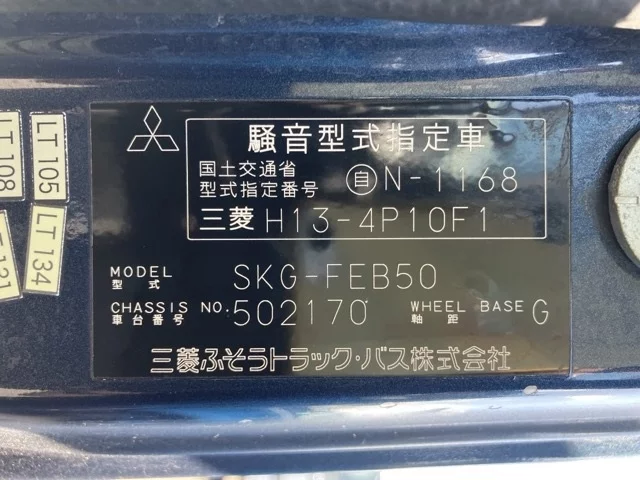 騒音型式指定車
国土交通省
型式指定番号 自N-1168
三菱 H13-4P10F1
MODEL
型式 SKG-FEB50
CHASSIS NO.
車台番号 502170 WHEEL BASE
軸距 G
三菱ふそうトラック・バス株式会社
LT 108
LT 105
LT 134